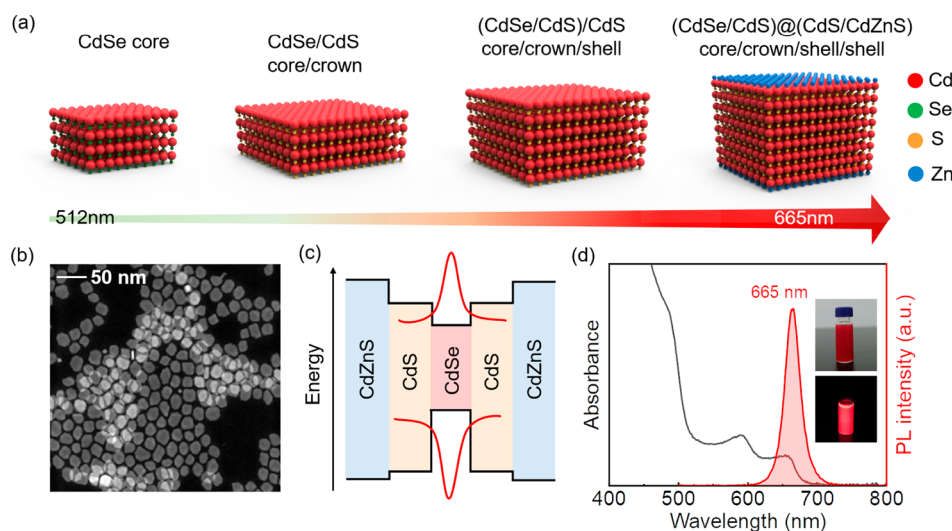 (a)
CdSe core
CdSe/CdS
core/crown
(CdSe/CdS)/CdS
core/crown/shell
(CdSe/CdS)@(CdS/CdZnS)
core/crown/shell/shell
Cd
Se
S
Zn
512nm
665nm
(b)
50 nm
(c)
Energy
CdZnS
CdS
CdSe
CdS
CdZnS
(d)
665 nm
Absorbance
PL intensity (a.u.)
400
500
600
700
800
Wavelength (nm)